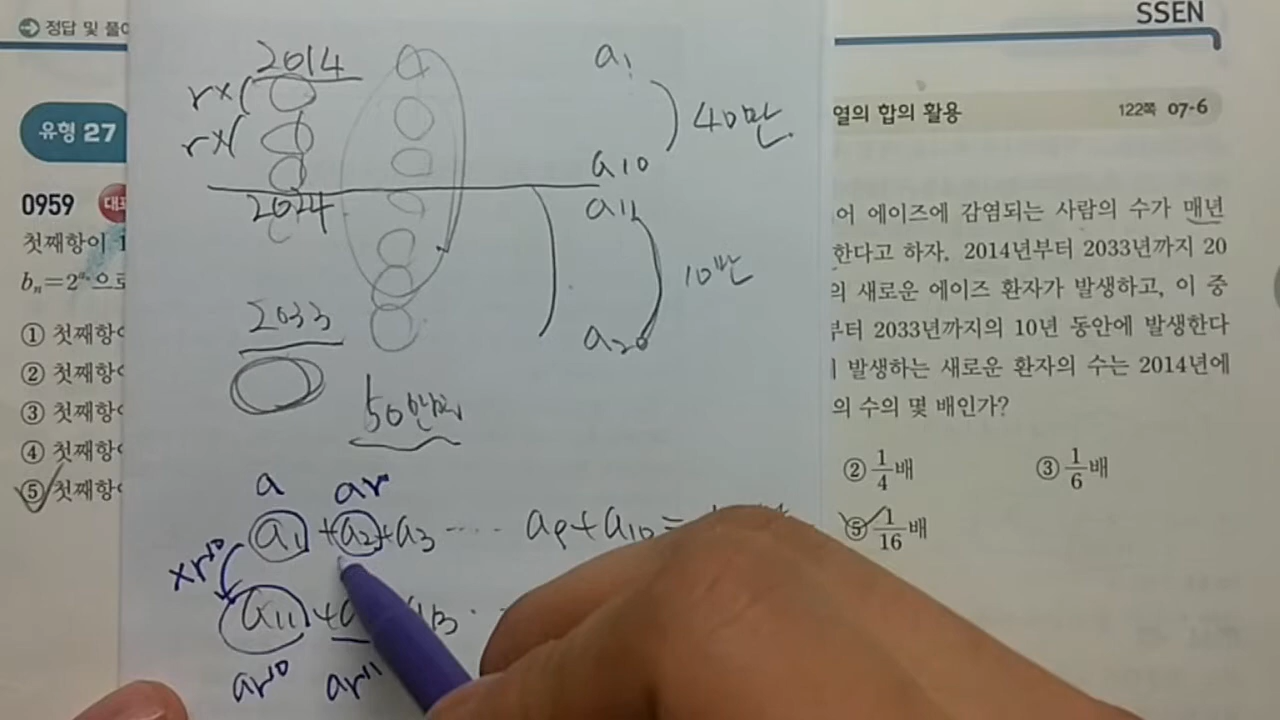 SSEN
정답 및 풀이
유형 27
열의 합의 활용
122쪽 07-6
0959
첫째항이 1
bₙ=2^aₙ으로
① 첫째항이
② 첫째항이
③ 첫째항이
④ 첫째항이
⑤ 첫째항이
2014
r×
r×
2024
2033
50만명
a₁
40만
a₁₀
a₁₁
10만
a₂₀
a ar
a₁+a₂+a₃ ····· a₉+a₁₀=
×r¹⁰
a₁₁+
ar¹⁰ ar¹¹
어 에이즈에 감염되는 사람의 수가 매년
한다고 하자. 2014년부터 2033년까지 20
의 새로운 에이즈 환자가 발생하고, 이 중
부터 2033년까지의 10년 동안에 발생한다
발생하는 새로운 환자의 수는 2014년에
의 수의 몇 배인가?
② 1/4배 ③ 1/6배
⑤ 1/16배